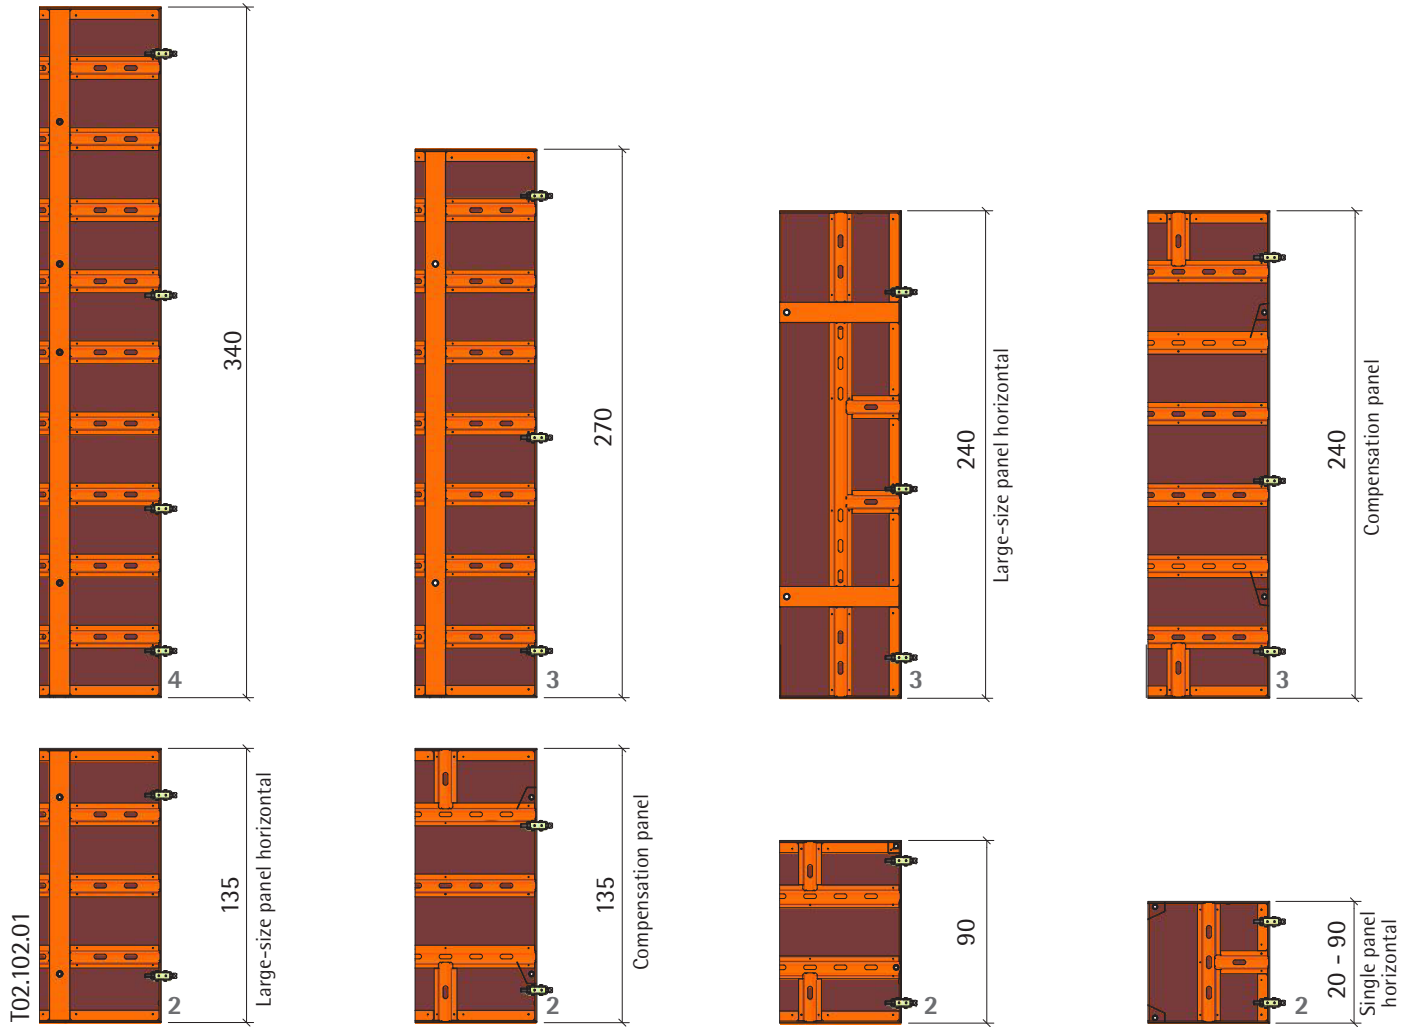 340
4
270
3
240
Large-size panel horizontal
3
240
Compensation panel
3
T02.102.01
135
Large-size panel horizontal
2
135
Compensation panel
2
90
2
20 - 90
Single panel
horizontal
2